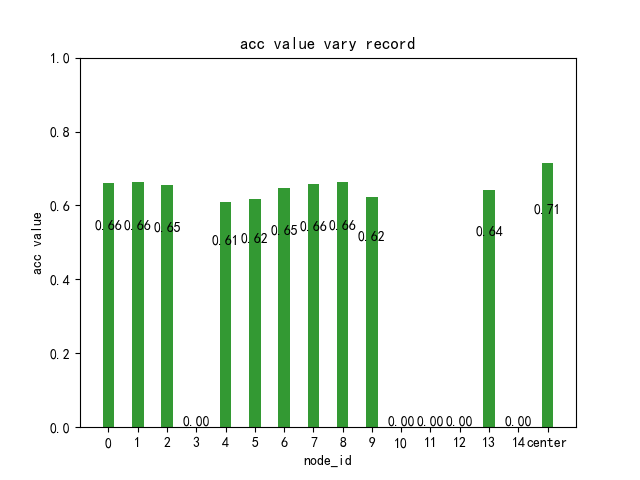 acc value vary record
1.0
0.8
0.6
0.4
0.2
0.0
acc value
0.66 0.66 0.65 0.00 0.61 0.62 0.65 0.66 0.66 0.62 0.00 0.00 0.00 0.64 0.00 0.71
0 1 2 3 4 5 6 7 8 9 10 11 12 13 14 center
node_id